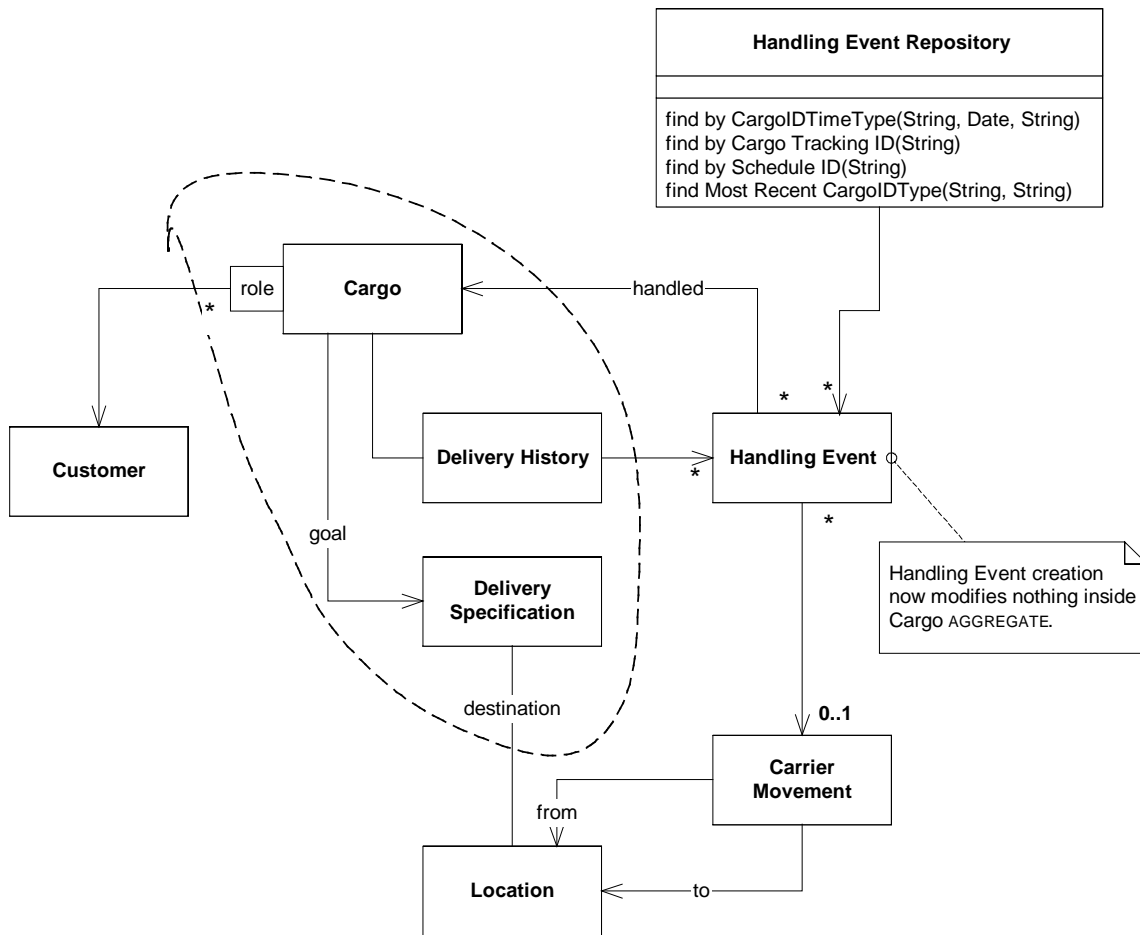 Handling Event Repository
find by CargoIDTimeType(String, Date, String)
find by Cargo Tracking ID(String)
find by Schedule ID(String)
find Most Recent CargoIDType(String, String)
role
Cargo
handled
*
*
*
Customer
Delivery History
*
Handling Event
*
goal
Handling Event creation
now modifies nothing inside
Cargo AGGREGATE.
Delivery
Specification
destination
0..1
Carrier
Movement
from
Location
to